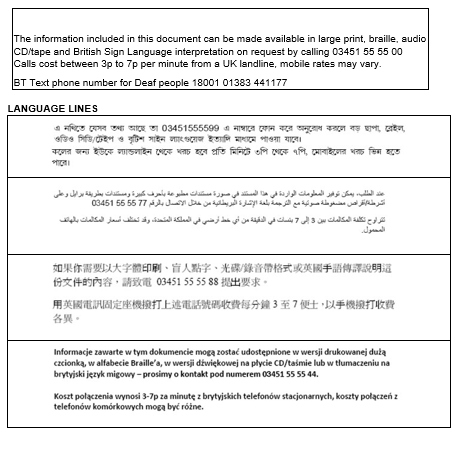 The information included in this document can be made available in large print, braille, audio
CD/tape and British Sign Language interpretation on request by calling 03451 55 55 00
Calls cost between 3p to 7p per minute from a UK landline, mobile rates may vary.
BT Text phone number for Deaf people 18001 01383 441177
LANGUAGE LINES
এ নথিতে যেসব তথ্য আছে তা 03451555599 এ নাম্বারে ফোন করে অনুরোধ করলে বড় ছাপা, ব্রেইল,
ওডিও সিডি/টেইপ ও বৃটিশ সাইন ল্যাংগুয়েজ ইত্যাদি মাধ্যমে পাওয়া যাবে।
কলের জন্য ইউকে ল্যান্ডলাইন থেকে খরচ হবে প্রতি মিনিটে ৩পি থেকে ৭পি, মোবাইলের খরচ ভিন্ন হতে
পারে।
عند الطلب، يمكن توفير المعلومات الواردة في هذا المستند في صورة مستندات مطبوعة بأحرف كبيرة ومستندات بطريقة برايل وعلى
أشرطة/أقراص مضغوطة صوتية مع الترجمة بلغة الإشارة البريطانية من خلال الاتصال بالرقم 77 55 55 03451
تتراوح تكلفة المكالمات بين 3 إلى 7 بنسات في الدقيقة من أي خط أرضي في المملكة المتحدة، وقد تختلف أسعار المكالمات بالهاتف
المحمول.
如果你需要以大字體印刷、盲人點字、光碟/錄音帶格式或英國手語傳譯說明這
份文件的內容，請致電 03451 55 55 88 提出要求。
用英國電訊固定座機撥打上述電話號碼收費每分鐘 3 至 7 便士，以手機撥打收費
各異。
Informacje zawarte w tym dokumencie mogą zostać udostępnione w wersji drukowanej dużą
czcionką, w alfabecie Braille'a, w wersji dźwiękowej na płycie CD/taśmie lub w tłumaczeniu na
brytyjski język migowy – prosimy o kontakt pod numerem 03451 55 55 44.
Koszt połączenia wynosi 3-7p za minutę z brytyjskich telefonów stacjonarnych, koszty połączeń z
telefonów komórkowych mogą być różne.